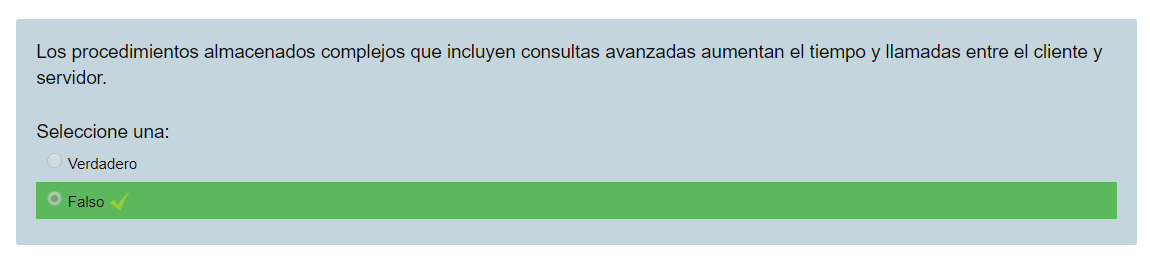 Los procedimientos almacenados complejos que incluyen consultas avanzadas aumentan el tiempo y llamadas entre el cliente y
servidor.
Seleccione una:
Verdadero
Falso